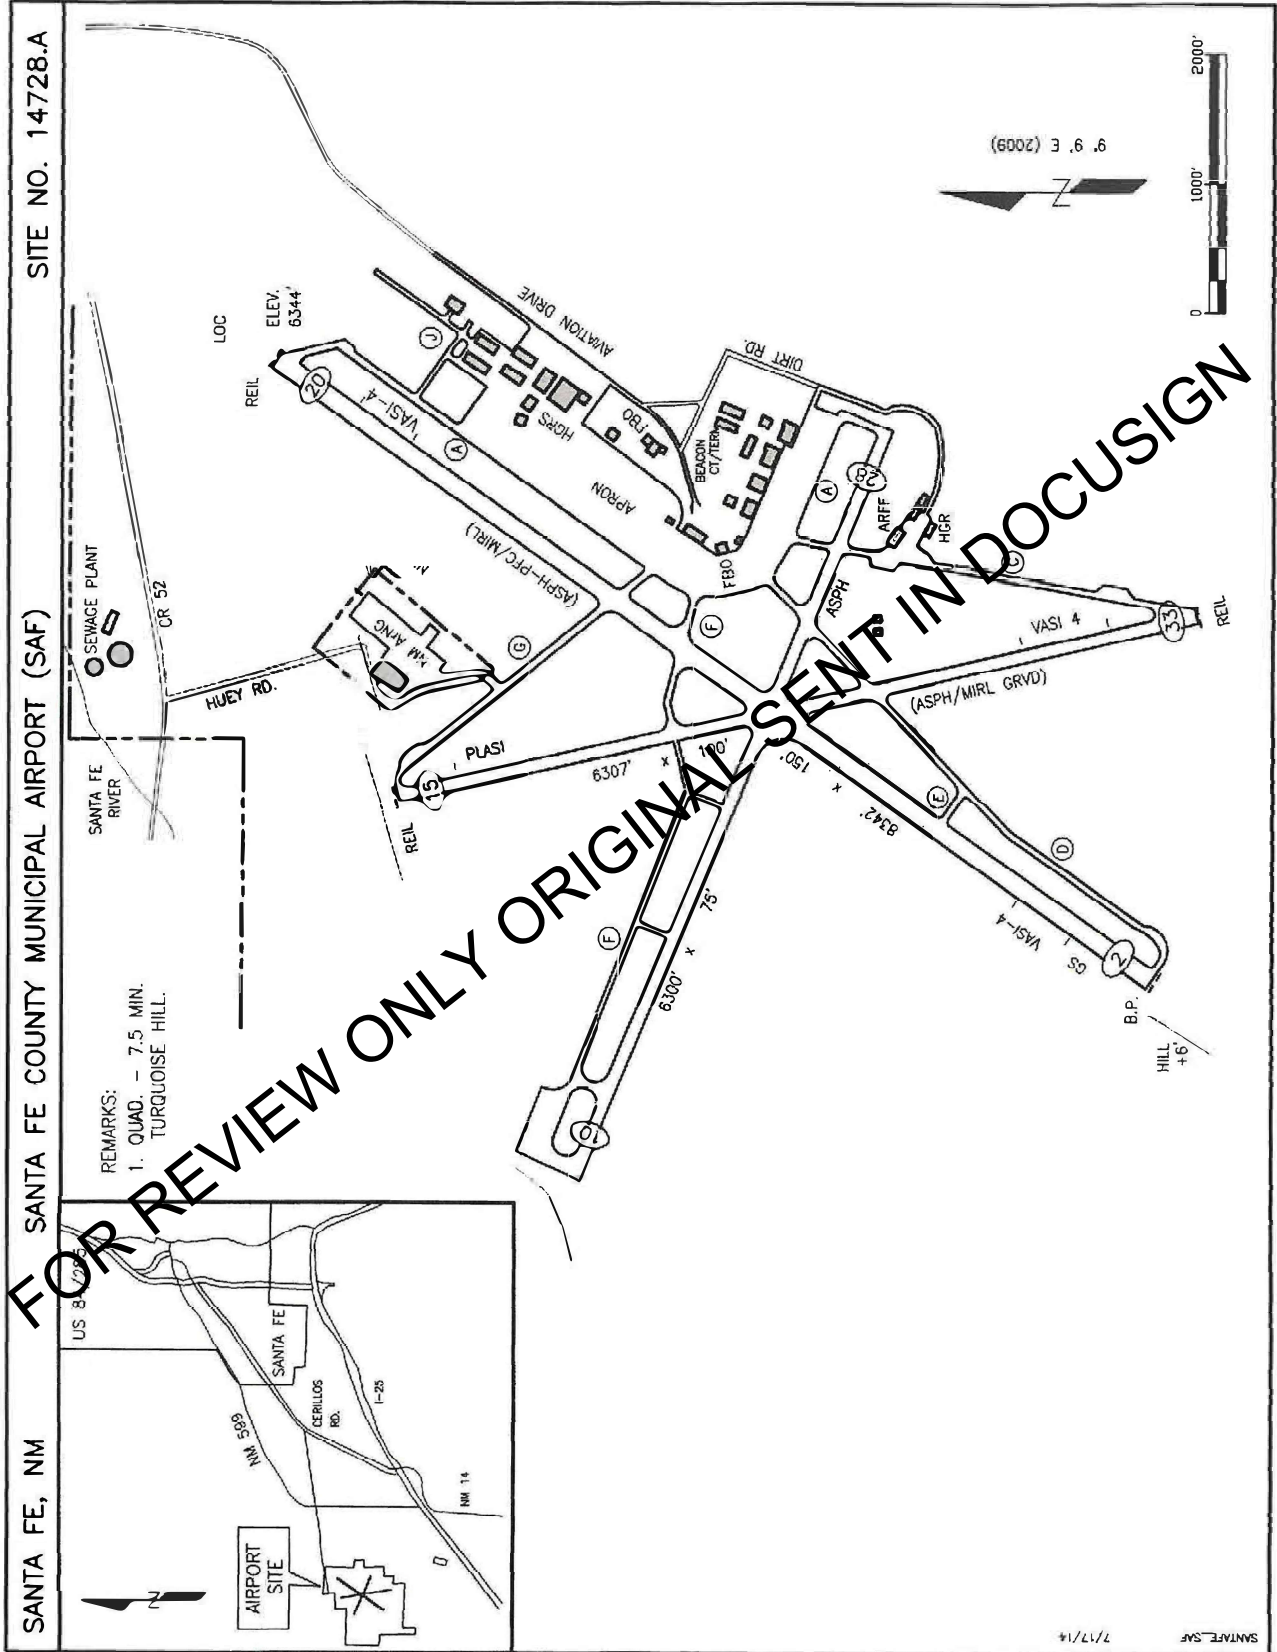 SANTA FE, NM
SANTA FE COUNTY MUNICIPAL AIRPORT (SAF)
SITE NO. 14728.A
US 84/285
NM 599
SANTA FE
CERILLOS
RD.
I-25
NM 14
AIRPORT
SITE
N
REMARKS:
1. QUAD. - 7.5 MIN.
TURQUOISE HILL.
SANTA FE
RIVER
SEWAGE PLANT
CR 52
HUEY RD.
NM ArNG
LOC
ELEV.
6344'
REIL
20
VASI-4
A
J
AVIATION DRIVE
HGRS
FBO
APRON
(ASPH-PFC/MIRL)
G
BEACON
CT/TERM
DIRT RD.
FBO
F
A
28
ARFF
HGR
ASPH
C
VASI 4
33
REIL
(ASPH/MIRL GRVD)
REIL
15
PLASI
6307'
x
100'
150'
x
8342'
E
D
VASI-4
GS
2
B.P.
HILL
+6'
F
75'
x
6300'
10
9° 9' E (2009)
N
0
1000'
2000'
SANTAFE_SAF
7/17/14
FOR REVIEW ONLY ORIGINAL SENT IN DOCUSIGN